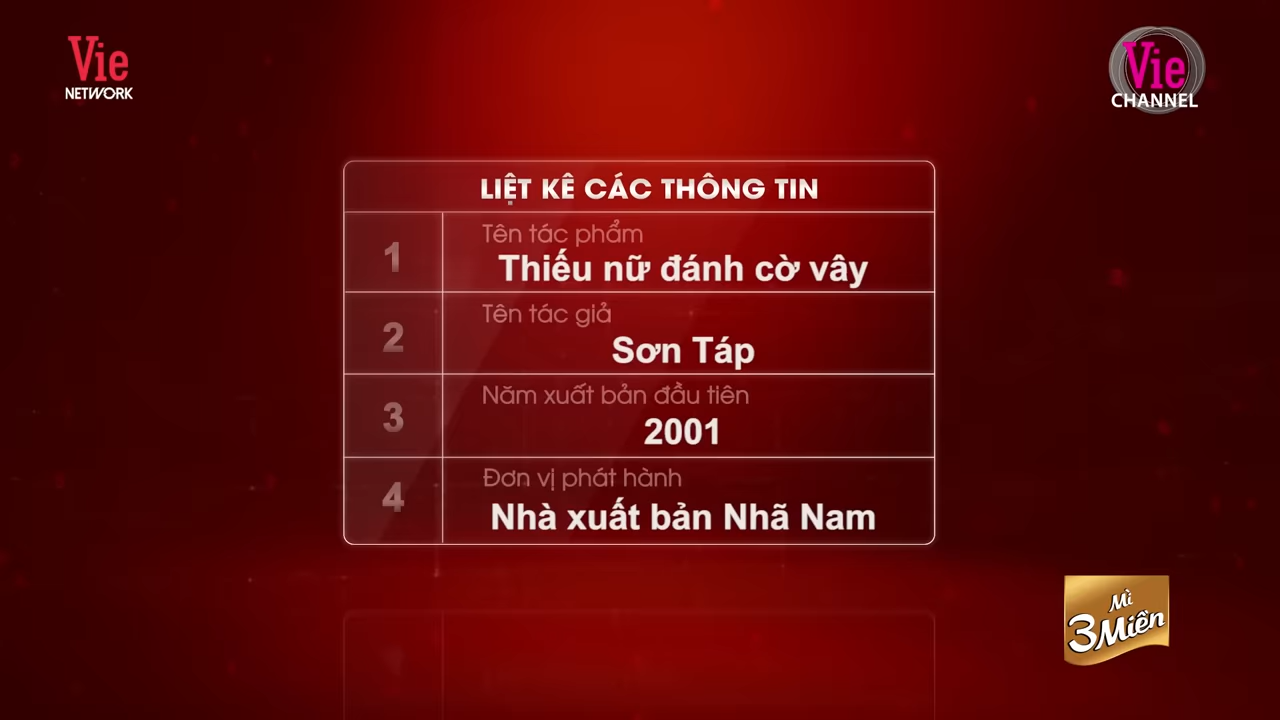 Vie
NETWORK
Vie
CHANNEL
LIỆT KÊ CÁC THÔNG TIN
1
Tên tác phẩm
Thiếu nữ đánh cờ vây
2
Tên tác giả
Sơn Táp
3
Năm xuất bản đầu tiên
2001
4
Đơn vị phát hành
Nhà xuất bản Nhã Nam
Mì
3 Miền